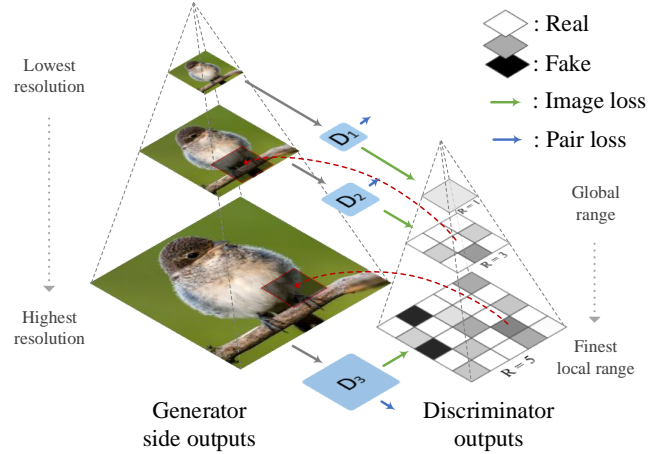 : Real
: Fake
: Image loss
: Pair loss
Lowest
resolution
Highest
resolution
D1
D2
D3
R =
R = 3
R = 5
Global
range
Finest
local range
Generator
side outputs
Discriminator
outputs